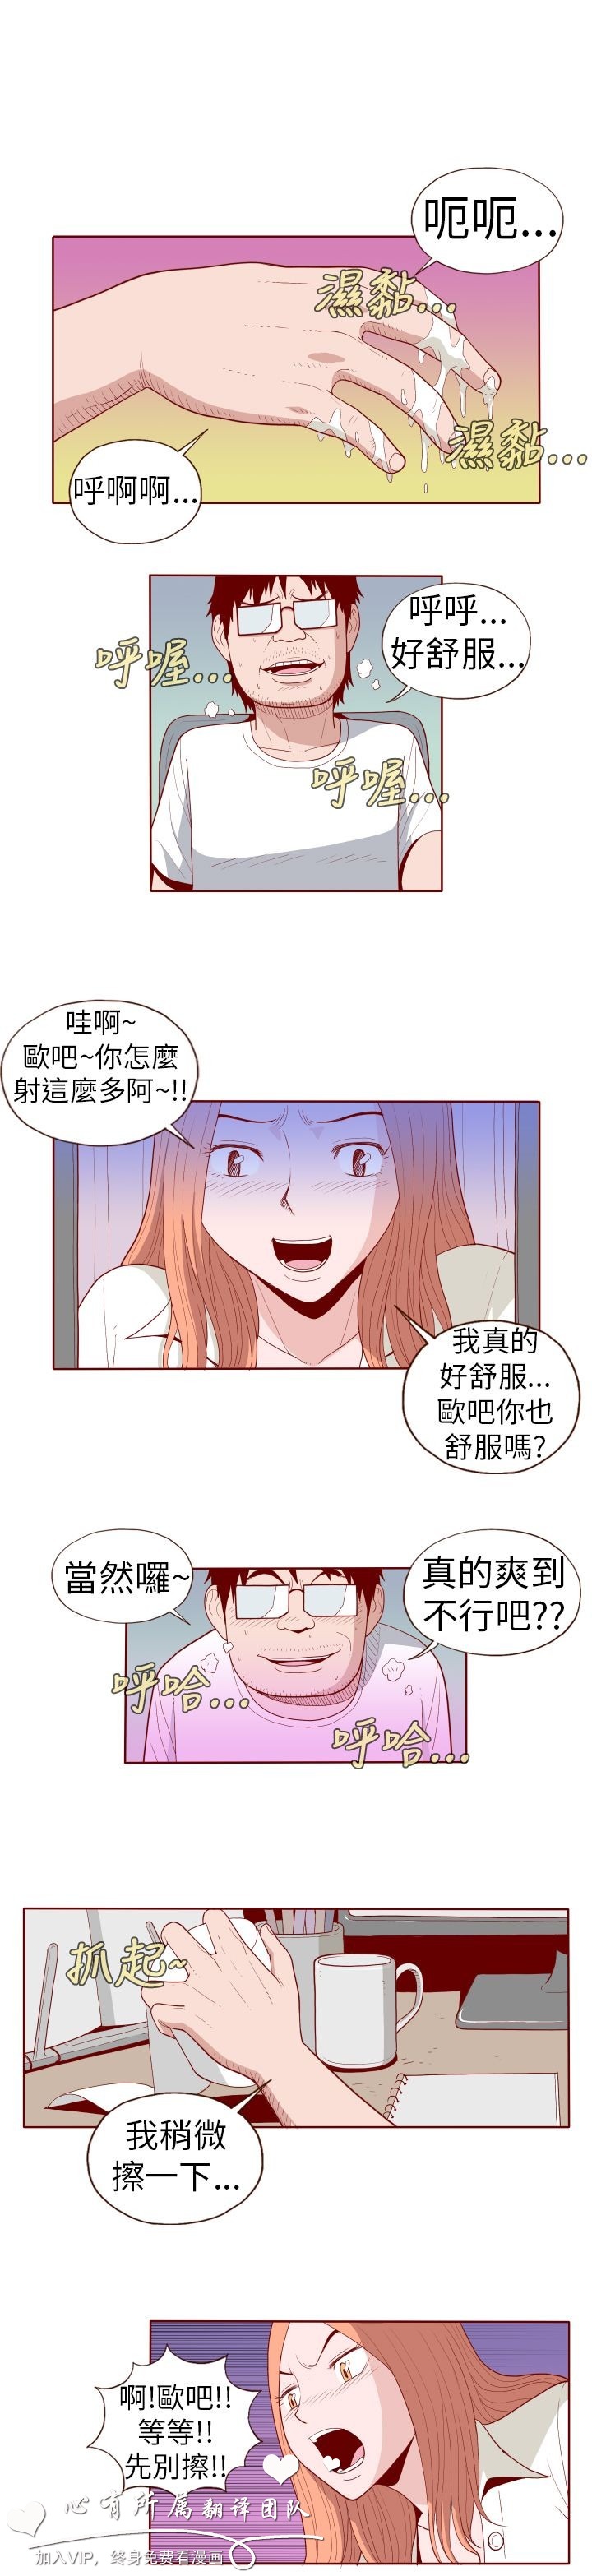 呃呃...
濕黏...
濕黏...
呼啊啊...
呼呼...
好舒服...
呼喔...
呼喔...
哇啊~
歐吧~你怎麼
射這麼多阿~!!
我真的
好舒服...
歐吧你也
舒服嗎?
當然囉~
真的爽到
不行吧??
呼哈...
呼哈...
抓起~
我稍微
擦一下...
啊!歐吧!!
等等!!
先別擦!!
心有所属翻译团队
加入VIP，终身免费看漫画